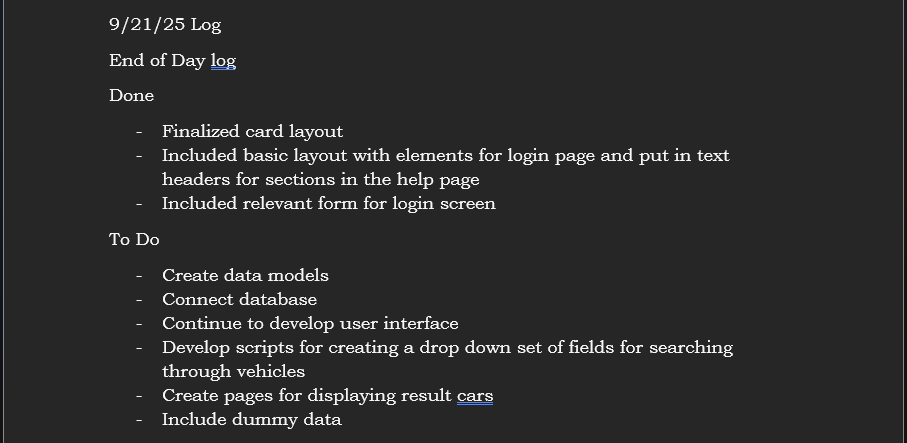 9/21/25 Log
End of Day log
Done
- Finalized card layout
- Included basic layout with elements for login page and put in text
headers for sections in the help page
- Included relevant form for login screen
To Do
- Create data models
- Connect database
- Continue to develop user interface
- Develop scripts for creating a drop down set of fields for searching
through vehicles
- Create pages for displaying result cars
- Include dummy data